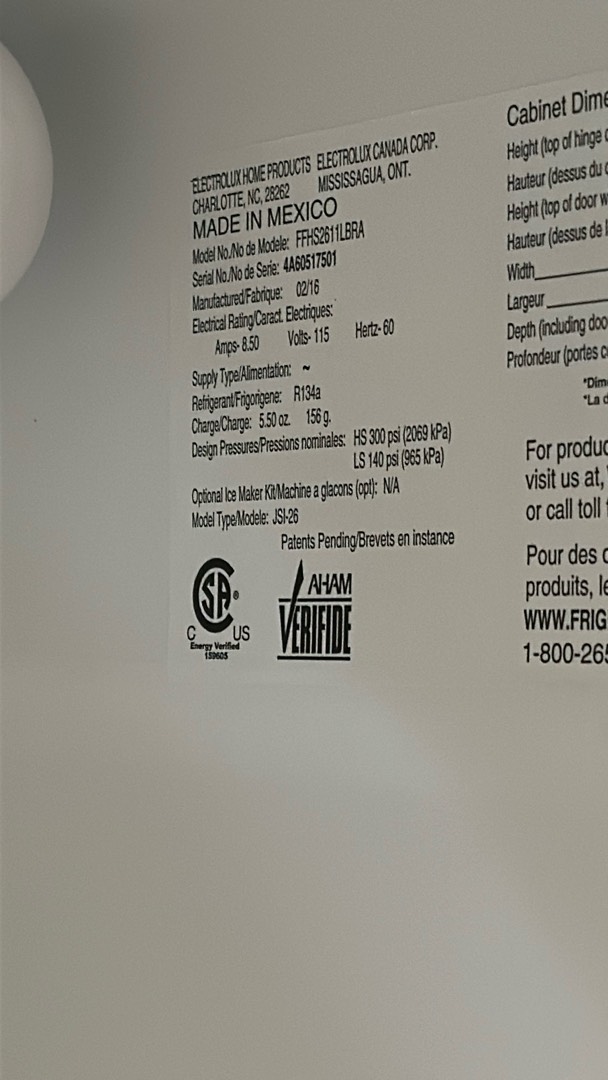 ELECTROLUX HOME PRODUCTS ELECTROLUX CANADA CORP.
CHARLOTTE, NC, 28262 MISSISSAGUA, ONT.
MADE IN MEXICO
Model No./No de Modele: FFHS2611LBRA
Serial No./No de Serie: 4A60517501
Manufactured/Fabrique: 02/16
Electrical Rating/Caract. Electriques:
Amps- 8.50 Volts- 115 Hertz- 60
Supply Type/Alimentation: ~
Refrigerant/Frigorigene: R134a
Charge/Charge: 5.50 oz. 156 g.
Design Pressures/Pressions nominales: HS 300 psi (2069 kPa)
LS 140 psi (965 kPa)
Optional Ice Maker Kit/Machine a glacons (opt): N/A
Model Type/Modele: JSI-26
Patents Pending/Brevets en instance
SA®
C US
Energy Verified
159605
AHAM
VERIFIDE
Cabinet Dime
Height (top of hinge
Hauteur (dessus du
Height (top of door w
Hauteur (dessus de
Width
Largeur
Depth (including doo
Profondeur (portes c
"Dim
"La d
For produc
visit us at,
or call toll
Pour des
produits, le
WWW.FRIG
1-800-265